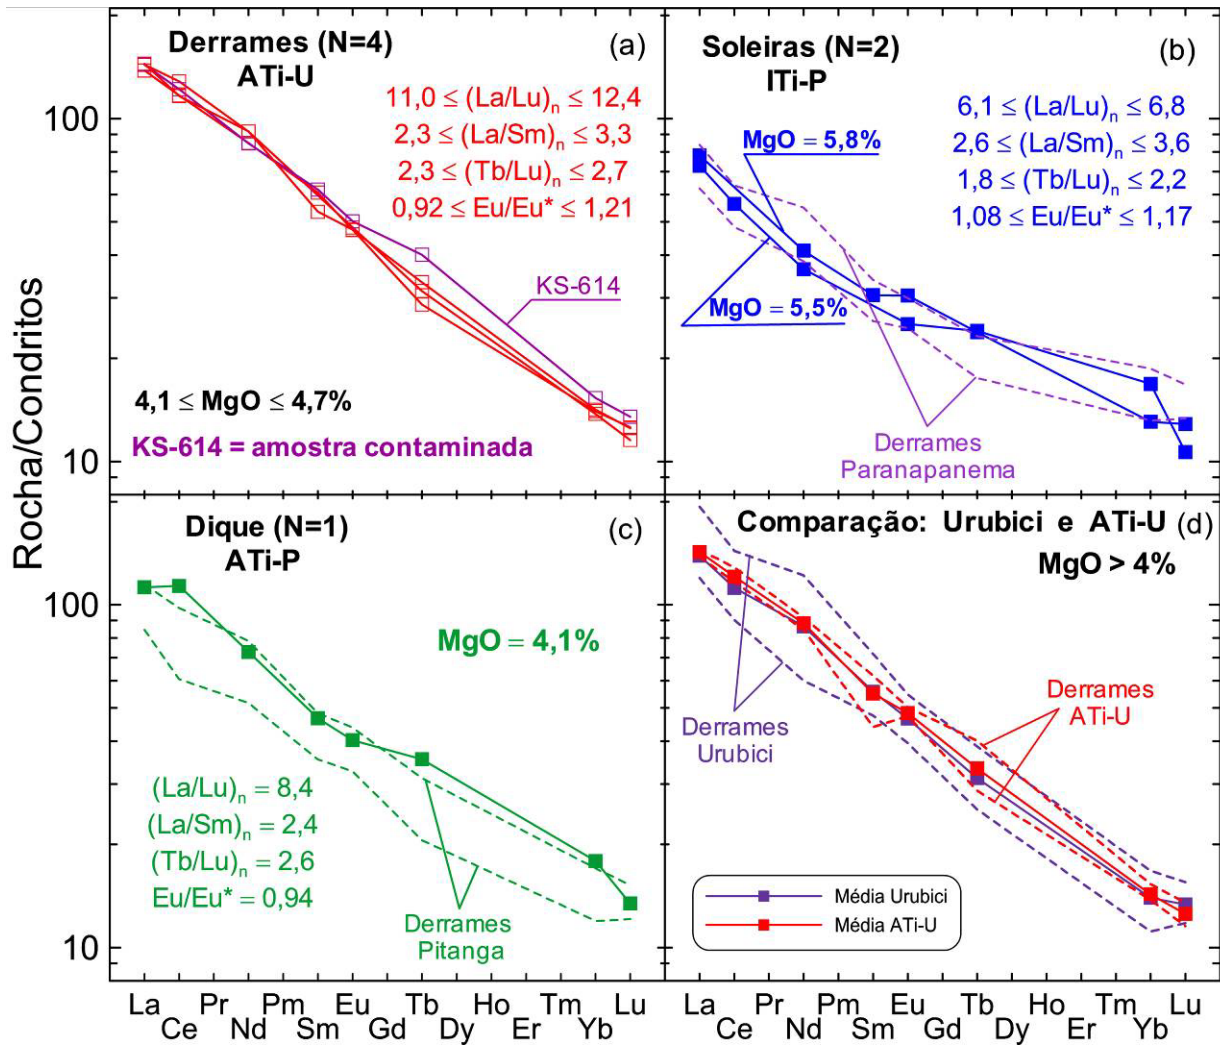 Rocha/Condritos
Derrames (N=4)
ATi-U
(a)
11,0 ≤ (La/Lu)n ≤ 12,4
2,3 ≤ (La/Sm)n ≤ 3,3
2,3 ≤ (Tb/Lu)n ≤ 2,7
0,92 ≤ Eu/Eu* ≤ 1,21
KS-614
4,1 ≤ MgO ≤ 4,7%
KS-614 = amostra contaminada
100
10
Soleiras (N=2)
ITi-P
(b)
6,1 ≤ (La/Lu)n ≤ 6,8
2,6 ≤ (La/Sm)n ≤ 3,6
1,8 ≤ (Tb/Lu)n ≤ 2,2
1,08 ≤ Eu/Eu* ≤ 1,17
MgO = 5,8%
MgO = 5,5%
Derrames
Paranapanema
Dique (N=1)
ATi-P
(c)
MgO = 4,1%
(La/Lu)n = 8,4
(La/Sm)n = 2,4
(Tb/Lu)n = 2,6
Eu/Eu* = 0,94
Derrames
Pitanga
100
10
Comparação: Urubici e ATi-U
(d)
MgO > 4%
Derrames
Urubici
Derrames
ATi-U
Média Urubici
Média ATi-U
La Pr Pm Eu Tb Ho Tm Lu
Ce Nd Sm Gd Dy Er Yb
La Pr Pm Eu Tb Ho Tm Lu
Ce Nd Sm Gd Dy Er Yb